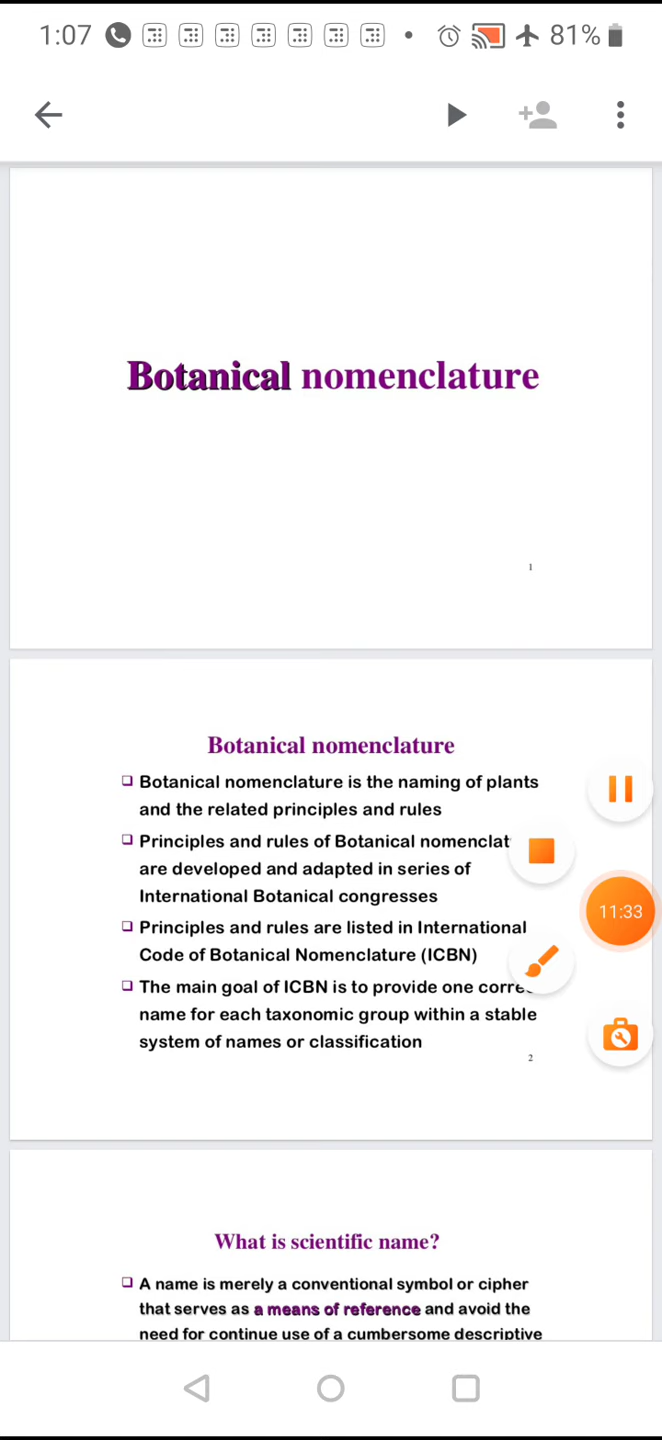 1:07 81%
Botanical nomenclature
1
Botanical nomenclature
Botanical nomenclature is the naming of plants
and the related principles and rules
Principles and rules of Botanical nomenclat
are developed and adapted in series of
International Botanical congresses
Principles and rules are listed in International
Code of Botanical Nomenclature (ICBN)
11:33
The main goal of ICBN is to provide one corre
name for each taxonomic group within a stable
system of names or classification
2
What is scientific name?
A name is merely a conventional symbol or cipher
that serves as a means of reference and avoid the
need for continue use of a cumbersome descriptive